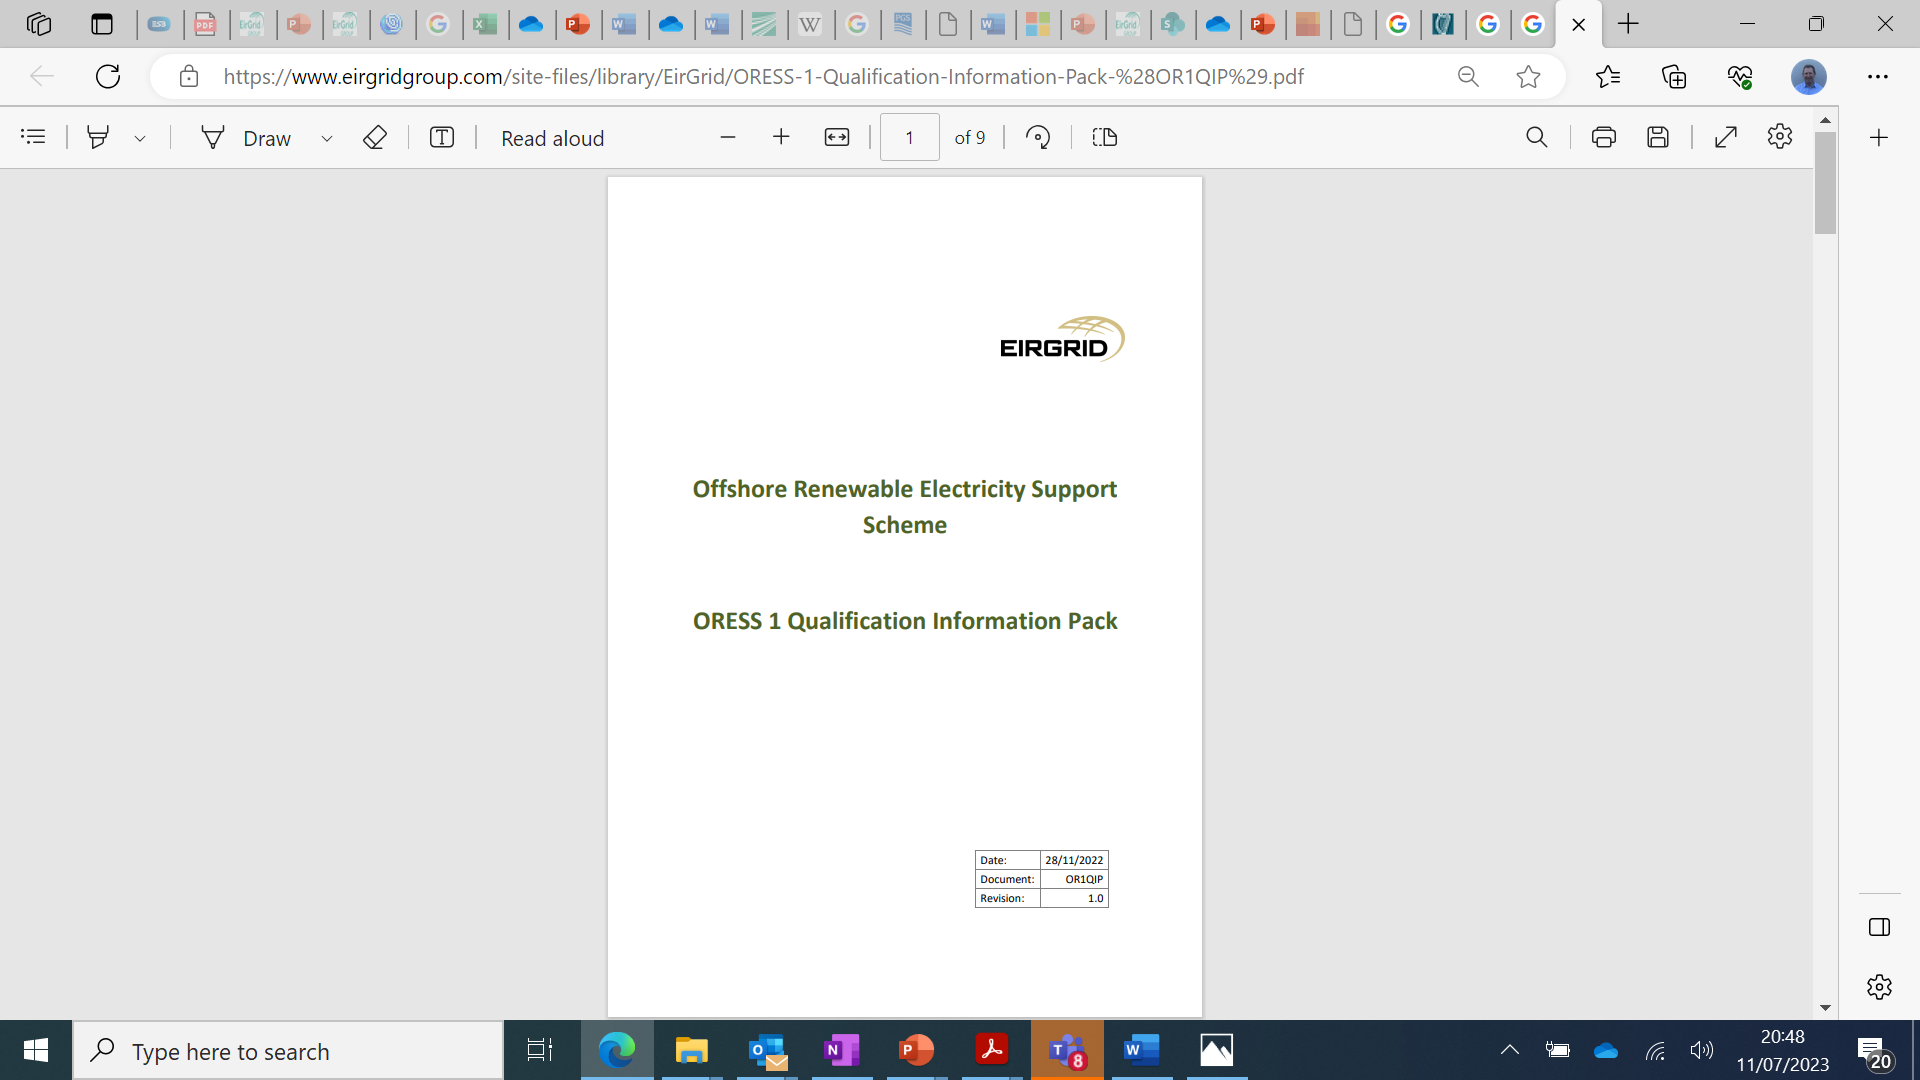 https://www.eirgridgroup.com/site-files/library/EirGrid/ORESS-1-Qualification-Information-Pack-%28OR1QIP%29.pdf
Draw
Read aloud
1 of 9
EIRGRID
Offshore Renewable Electricity Support
Scheme
ORESS 1 Qualification Information Pack
Date: 28/11/2022
Document: OR1QIP
Revision: 1.0
Type here to search
8
20:48
11/07/2023
20